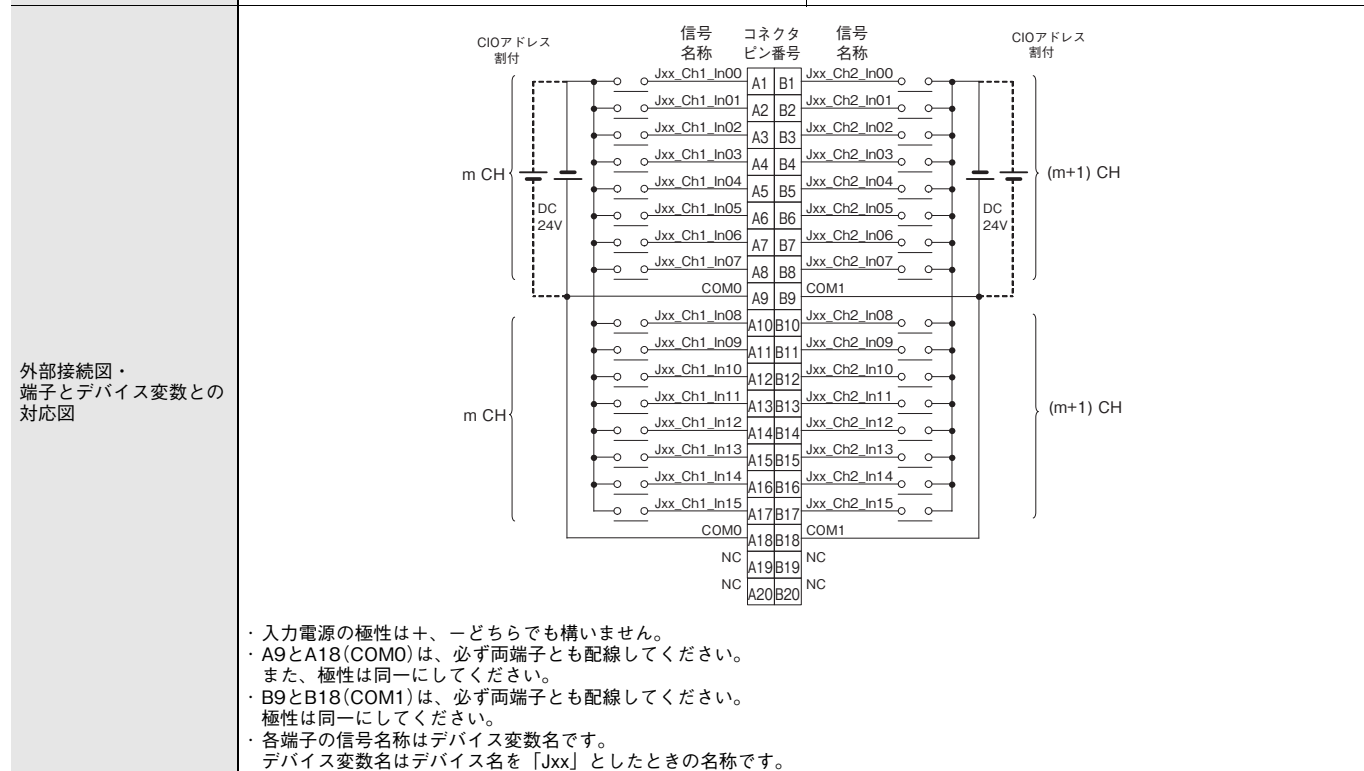 外部接続図・
端子とデバイス変数との
対応図
CIOアドレス
割付
信号
名称
コネクタ
ピン番号
信号
名称
CIOアドレス
割付
Jxx_Ch1_In00 A1 B1 Jxx_Ch2_In00
Jxx_Ch1_In01 A2 B2 Jxx_Ch2_In01
Jxx_Ch1_In02 A3 B3 Jxx_Ch2_In02
Jxx_Ch1_In03 A4 B4 Jxx_Ch2_In03
m CH
(m+1) CH
Jxx_Ch1_In04 A5 B5 Jxx_Ch2_In04
Jxx_Ch1_In05 A6 B6 Jxx_Ch2_In05
DC
24V
DC
24V
Jxx_Ch1_In06 A7 B7 Jxx_Ch2_In06
Jxx_Ch1_In07 A8 B8 Jxx_Ch2_In07
COM0 A9 B9 COM1
Jxx_Ch1_In08 A10 B10 Jxx_Ch2_In08
Jxx_Ch1_In09 A11 B11 Jxx_Ch2_In09
Jxx_Ch1_In10 A12 B12 Jxx_Ch2_In10
Jxx_Ch1_In11 A13 B13 Jxx_Ch2_In11
m CH
(m+1) CH
Jxx_Ch1_In12 A14 B14 Jxx_Ch2_In12
Jxx_Ch1_In13 A15 B15 Jxx_Ch2_In13
Jxx_Ch1_In14 A16 B16 Jxx_Ch2_In14
Jxx_Ch1_In15 A17 B17 Jxx_Ch2_In15
COM0 A18 B18 COM1
NC A19 B19 NC
NC A20 B20 NC
・入力電源の極性は＋、－どちらでも構いません。
・A9とA18(COM0)は、必ず両端子とも配線してください。
また、極性は同一にしてください。
・B9とB18(COM1)は、必ず両端子とも配線してください。
極性は同一にしてください。
・各端子の信号名称はデバイス変数名です。
デバイス変数名はデバイス名を「Jxx」としたときの名称です。